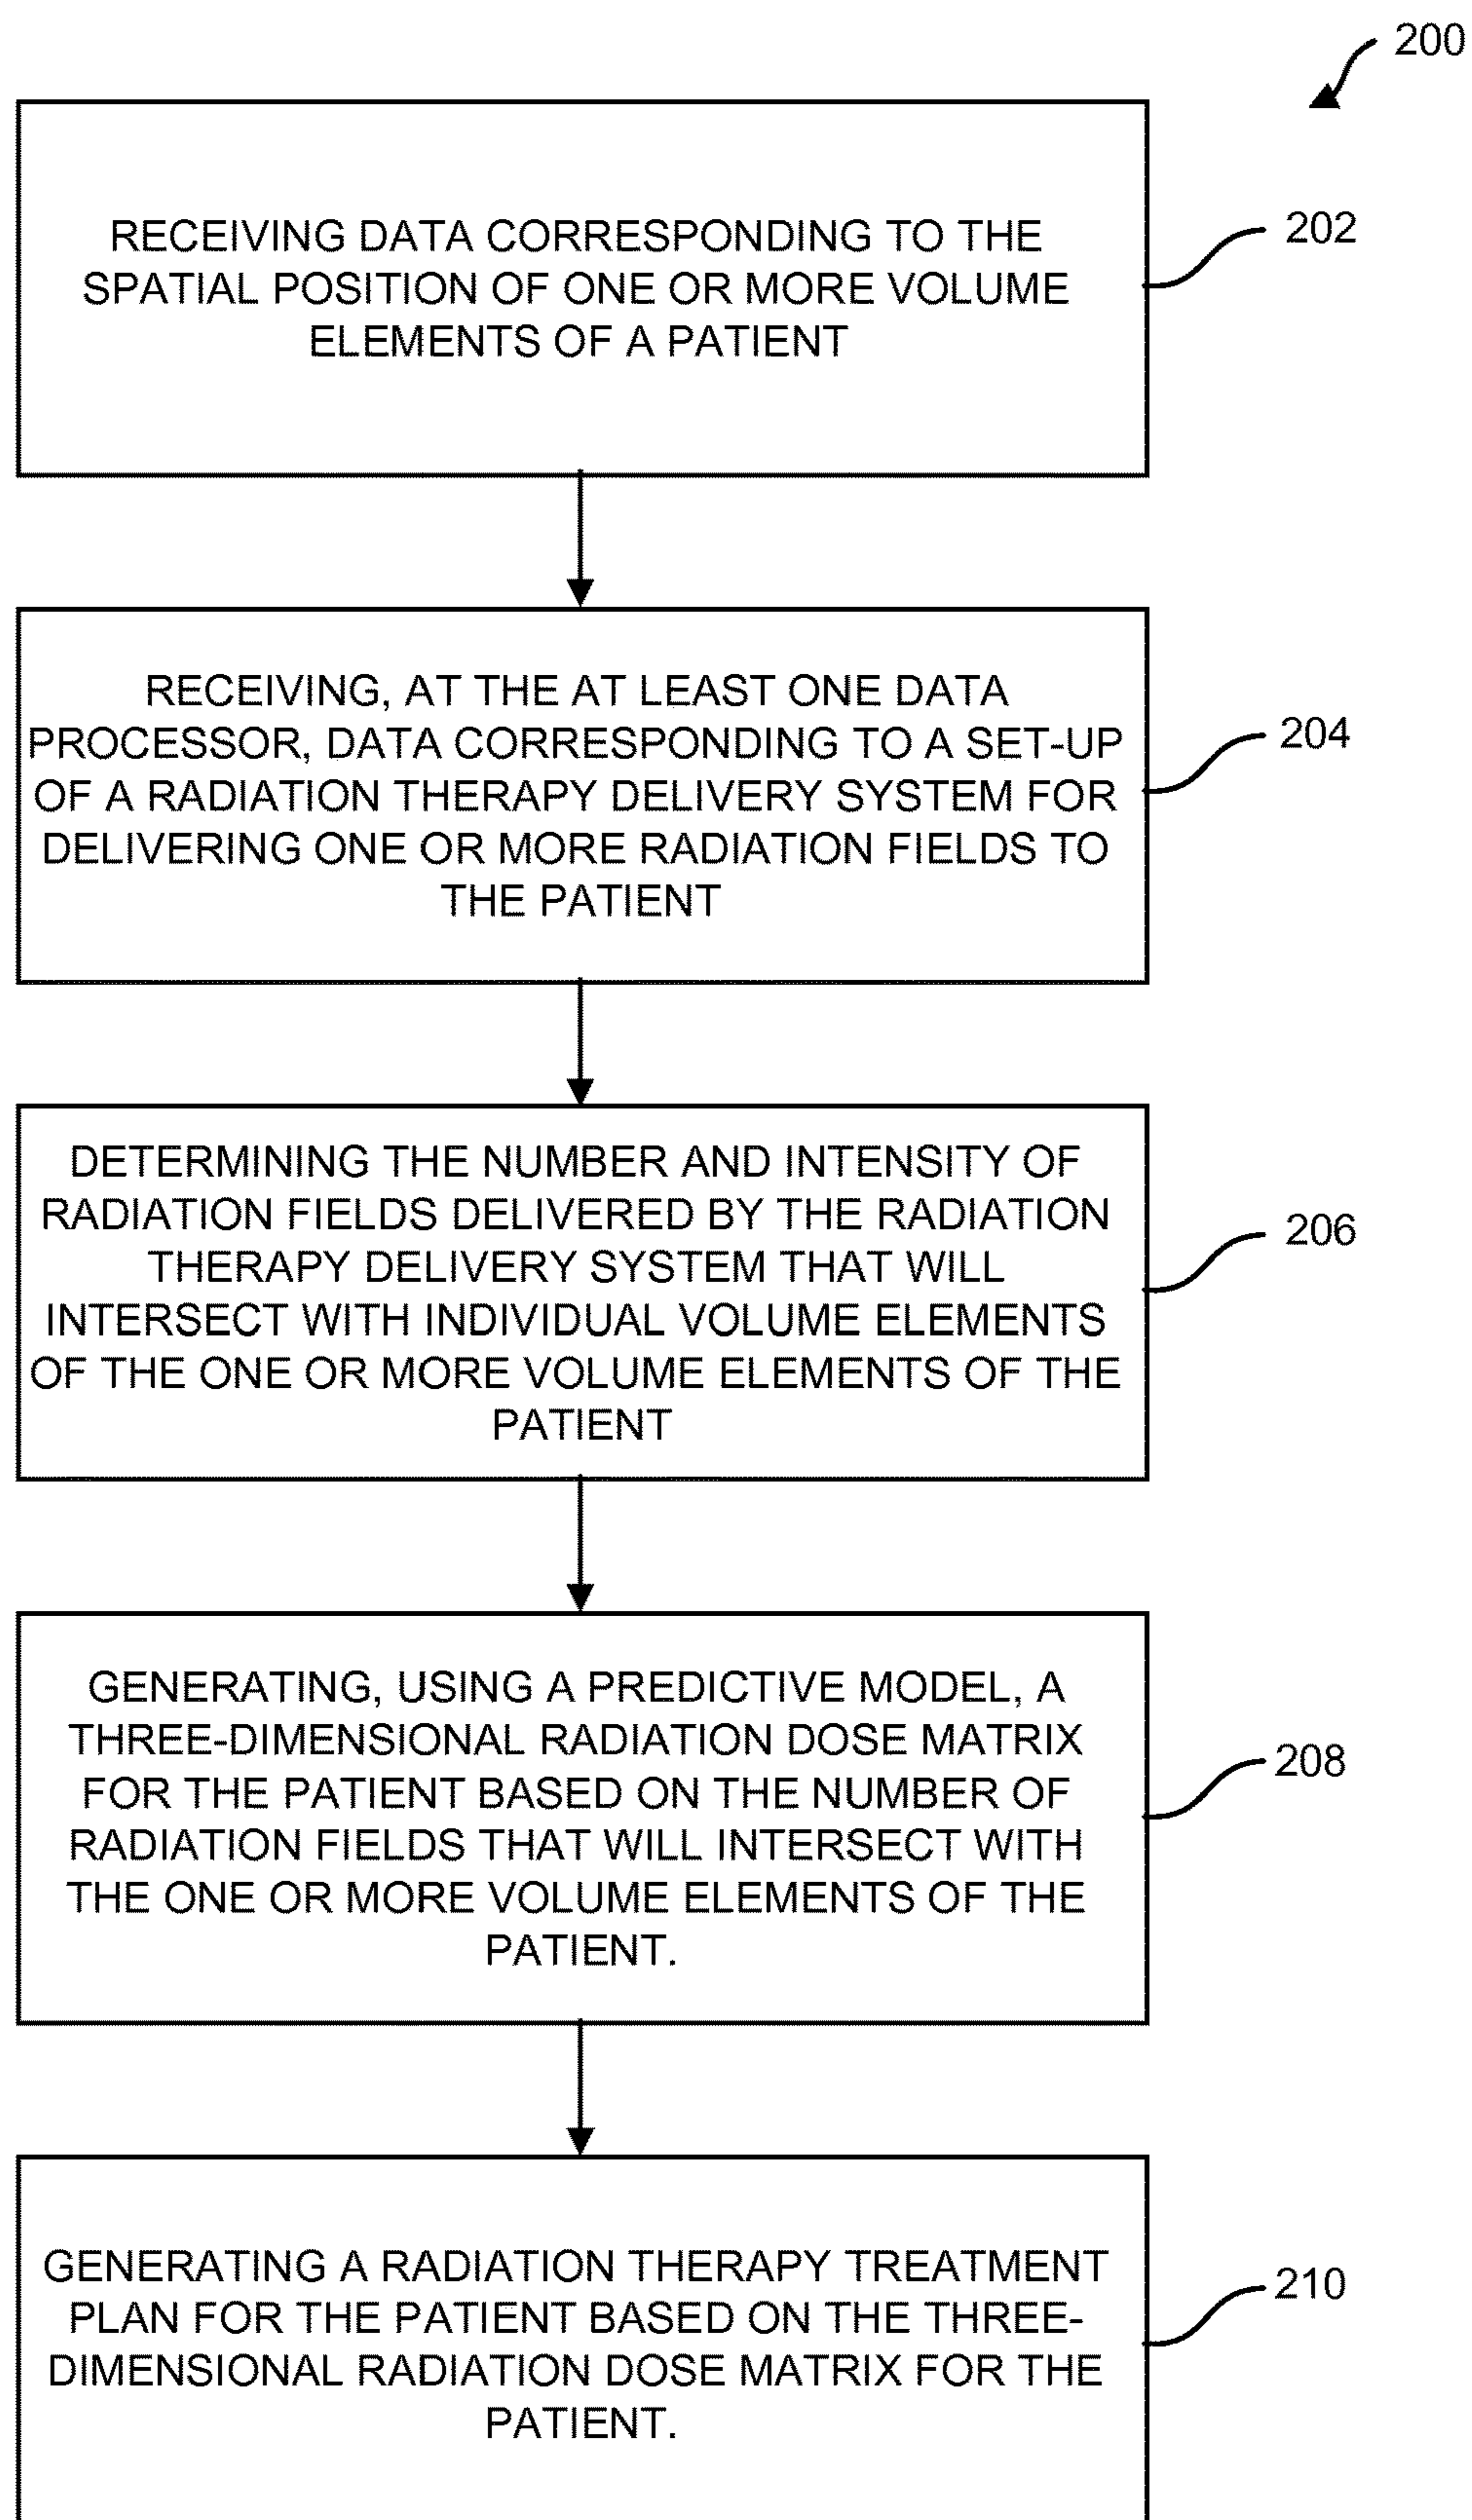 200
RECEIVING DATA CORRESPONDING TO THE
SPATIAL POSITION OF ONE OR MORE VOLUME
ELEMENTS OF A PATIENT
202
RECEIVING, AT THE AT LEAST ONE DATA
PROCESSOR, DATA CORRESPONDING TO A SET-UP
OF A RADIATION THERAPY DELIVERY SYSTEM FOR
DELIVERING ONE OR MORE RADIATION FIELDS TO
THE PATIENT
204
DETERMINING THE NUMBER AND INTENSITY OF
RADIATION FIELDS DELIVERED BY THE RADIATION
THERAPY DELIVERY SYSTEM THAT WILL
INTERSECT WITH INDIVIDUAL VOLUME ELEMENTS
OF THE ONE OR MORE VOLUME ELEMENTS OF THE
PATIENT
206
GENERATING, USING A PREDICTIVE MODEL, A
THREE-DIMENSIONAL RADIATION DOSE MATRIX
FOR THE PATIENT BASED ON THE NUMBER OF
RADIATION FIELDS THAT WILL INTERSECT WITH
THE ONE OR MORE VOLUME ELEMENTS OF THE
PATIENT.
208
GENERATING A RADIATION THERAPY TREATMENT
PLAN FOR THE PATIENT BASED ON THE THREE-
DIMENSIONAL RADIATION DOSE MATRIX FOR THE
PATIENT.
210